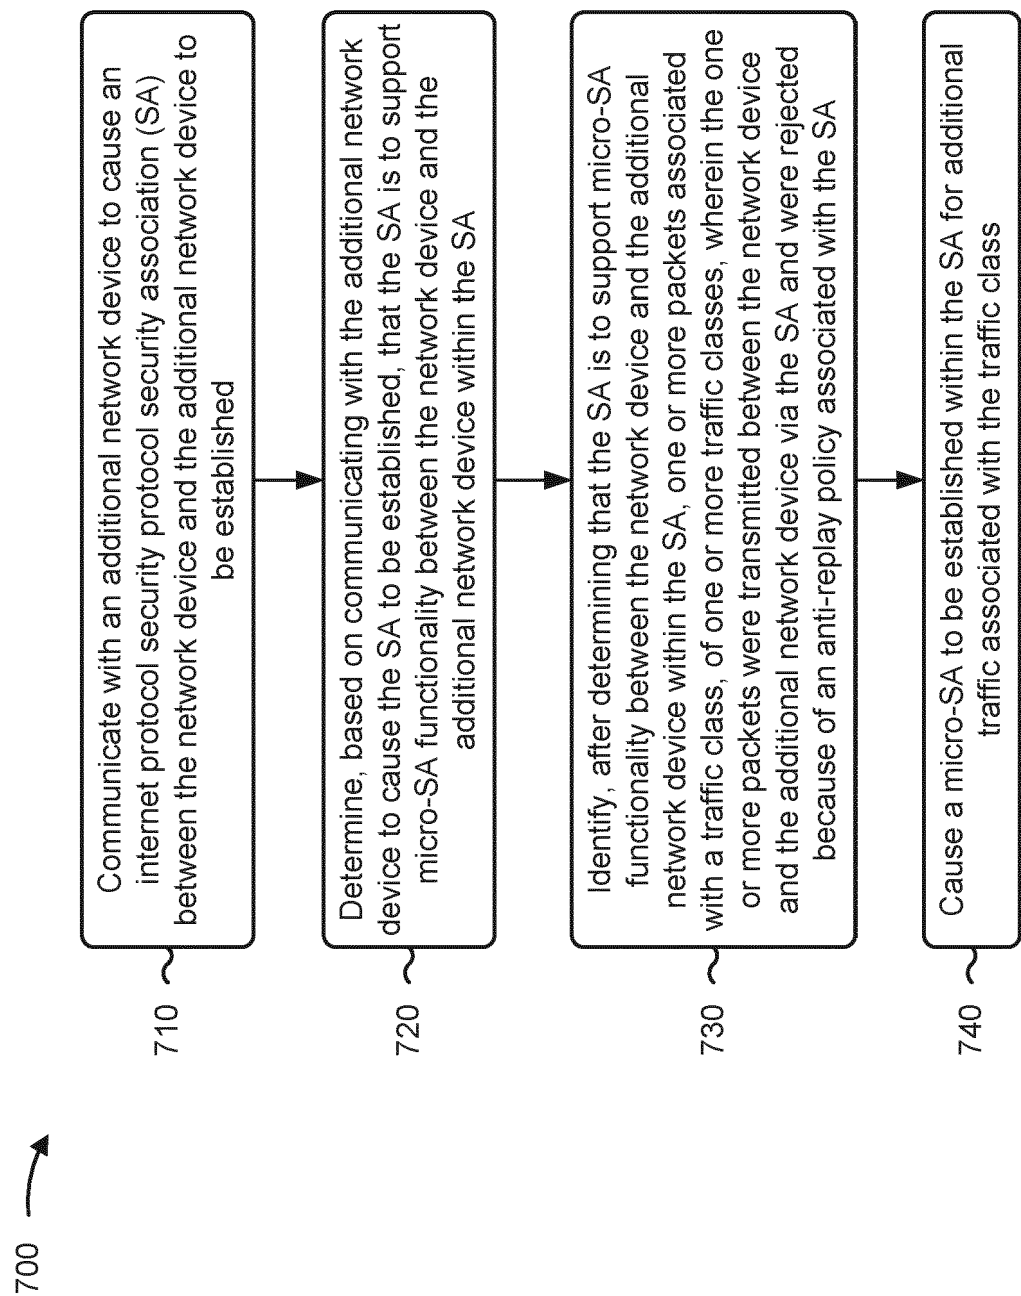 700
710
Communicate with an additional network device to cause an
internet protocol security protocol security association (SA)
between the network device and the additional network device to
be established
720
Determine, based on communicating with the additional network
device to cause the SA to be established, that the SA is to support
micro-SA functionality between the network device and the
additional network device within the SA
730
Identify, after determining that the SA is to support micro-SA
functionality between the network device and the additional
network device within the SA, one or more packets associated
with a traffic class, of one or more traffic classes, wherein the one
or more packets were transmitted between the network device
and the additional network device via the SA and were rejected
because of an anti-replay policy associated with the SA
740
Cause a micro-SA to be established within the SA for additional
traffic associated with the traffic class